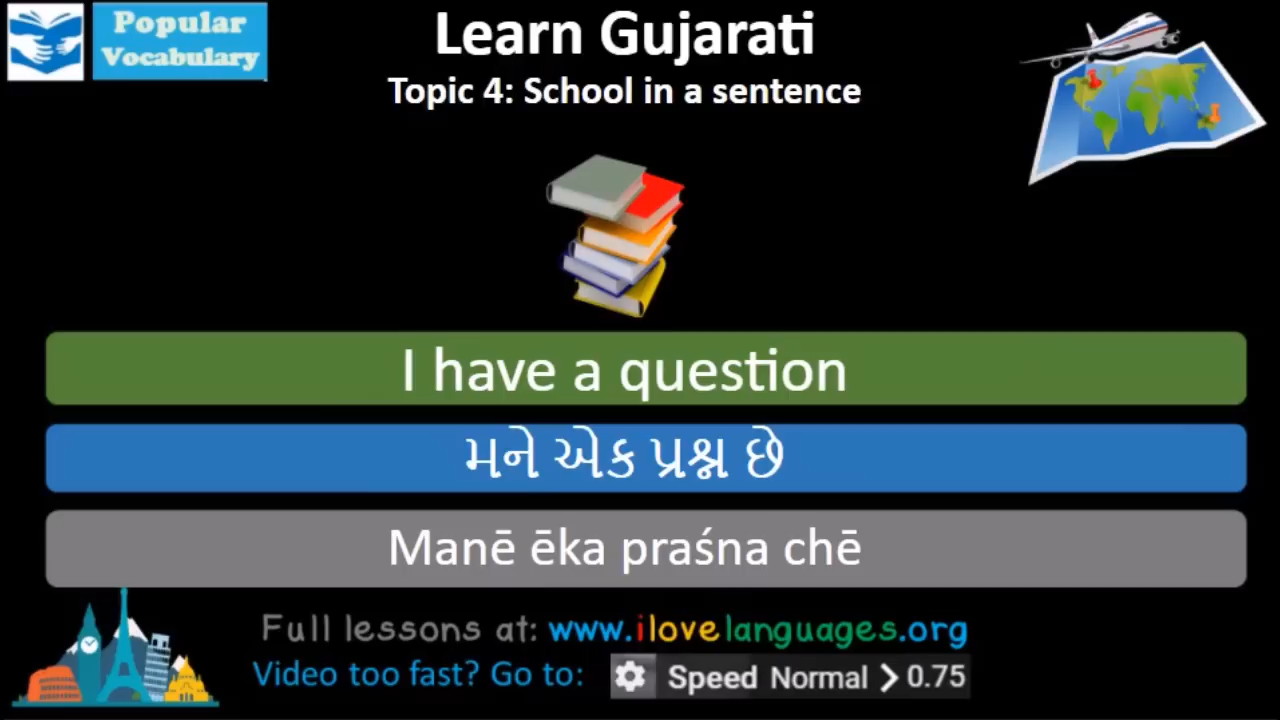 Popular
Vocabulary
Learn Gujarati
Topic 4: School in a sentence
I have a question
મને એક પ્રશ્ન છે
Manē ēka praśna chē
Full lessons at: www.ilovelanguages.org
Video too fast? Go to: Speed Normal > 0.75